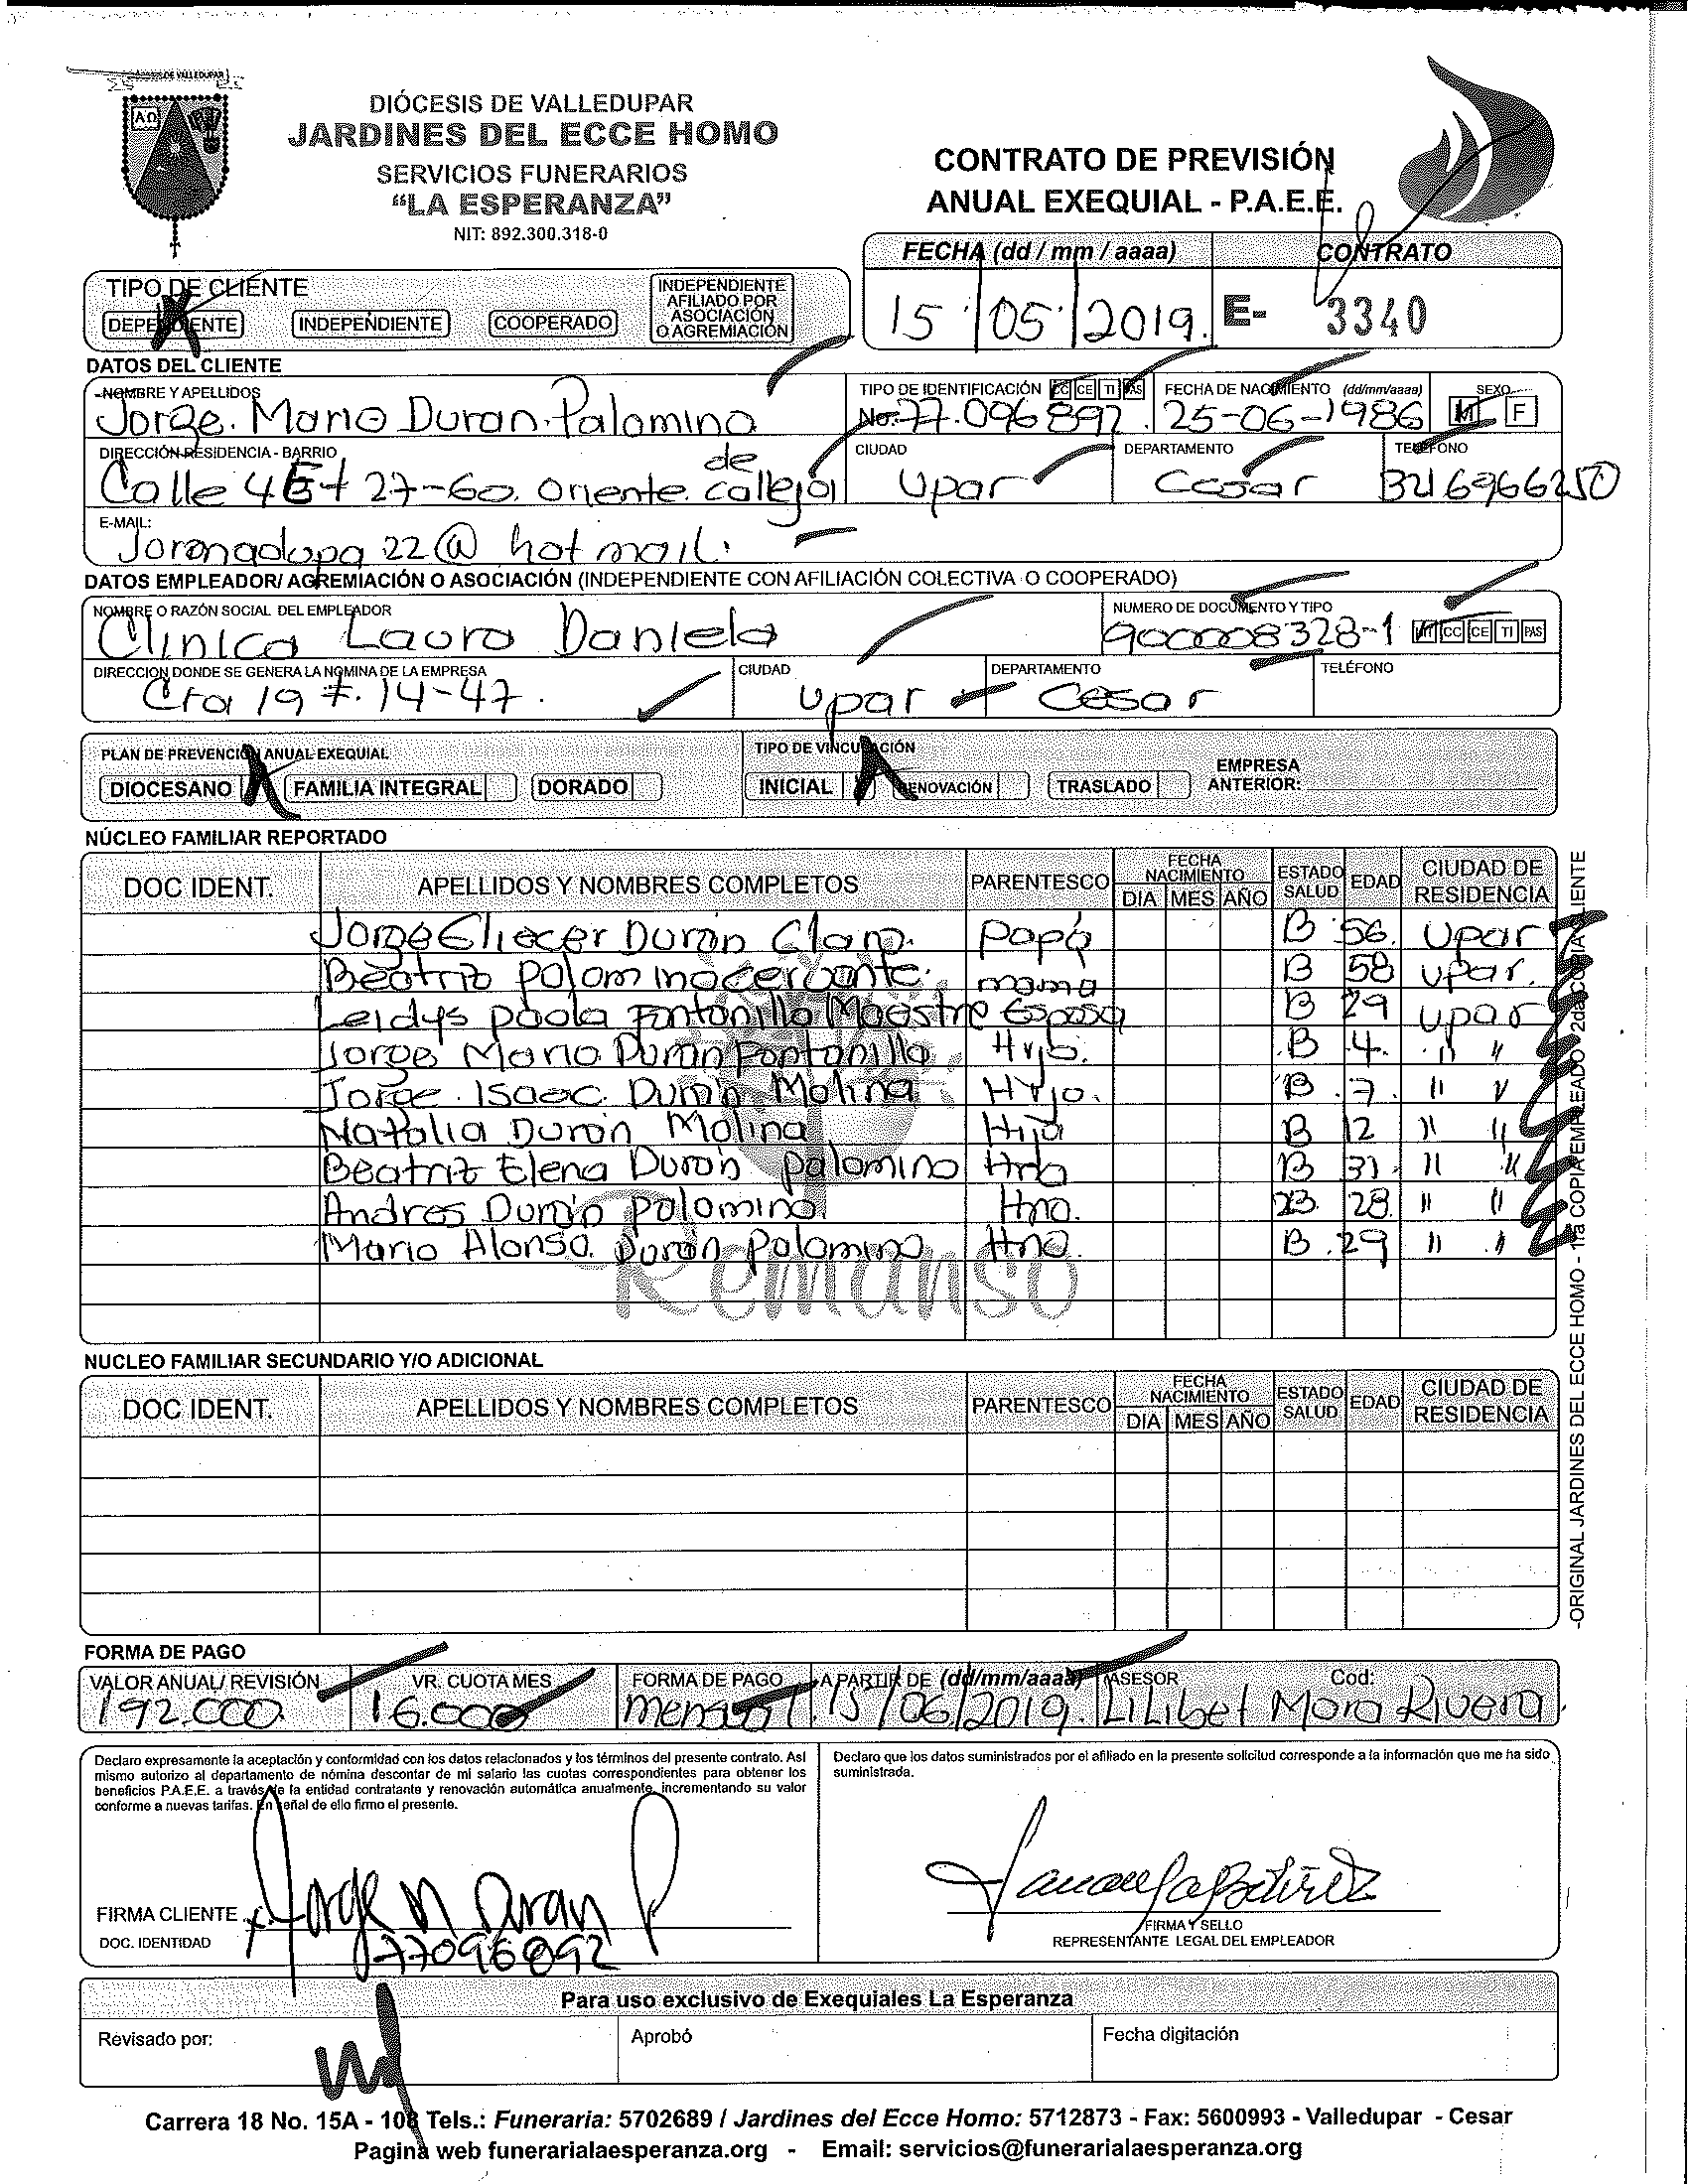 DE VALLEDUPAR
ΑΩ
DIÓCESIS DE VALLEDUPAR
JARDINES DEL ECCE HOMO
SERVICIOS FUNERARIOS
“LA ESPERANZA”
NIT: 892.300.318-0
CONTRATO DE PREVISIÓN
ANUAL EXEQUIAL - P.A.E.E.
FECHA (dd / mm / aaaa) CONTRATO
15 / 05 / 2019. E- 3340
TIPO DE CLIENTE
DEPENDIENTE INDEPENDIENTE COOPERADO INDEPENDIENTE AFILIADO POR ASOCIACIÓN O AGREMIACIÓN
DATOS DEL CLIENTE
NOMBRE Y APELLIDOS TIPO DE IDENTIFICACIÓN CC CE TI PAS FECHA DE NACIMIENTO (dd/mm/aaaa) SEXO
Jorge. Mario Duran. Palomino No. 77.096892. 25-06-1986 M F
DIRECCIÓN RESIDENCIA - BARRIO CIUDAD DEPARTAMENTO TELÉFONO
Calle 27-60. Oriente de callejas Upar Cesar 3216966250
E-MAIL:
22@ hotmail.
DATOS EMPLEADOR/ AGREMIACIÓN O ASOCIACIÓN (INDEPENDIENTE CON AFILIACIÓN COLECTIVA O COOPERADO)
NOMBRE O RAZÓN SOCIAL DEL EMPLEADOR NUMERO DE DOCUMENTO Y TIPO
Clinica Laura Daniela 900008328-1 NIT CC CE TI PAS
DIRECCION DONDE SE GENERA LA NOMINA DE LA EMPRESA CIUDAD DEPARTAMENTO TELÉFONO
Cra 19 #. 14-47. upar Cesar
PLAN DE PREVENCIÓN ANUAL EXEQUIAL TIPO DE VINCULACIÓN
DIOCESANO X FAMILIA INTEGRAL DORADO INICIAL X RENOVACIÓN TRASLADO EMPRESA ANTERIOR:
NÚCLEO FAMILIAR REPORTADO
DOC IDENT. APELLIDOS Y NOMBRES COMPLETOS PARENTESCO FECHA NACIMIENTO DIA MES AÑO ESTADO SALUD EDAD CIUDAD DE RESIDENCIA
Jorge Eliecer Durán Claro. Papá B 56. Upar
Beatriz Palomino cervante. mama B 58 upar.
Leidys paola Fontanilla Maestre Esposa B 29 upar
Jorge Mario Duran Fontanilla Hijo. B 4. " "
Jorge. Isaac. Durán Molina Hijo. B 7. " "
Natalia Durán Molina Hija B 12 " "
Beatriz Elena Durán palomino Hna B 31. " "
Andres Durán palomino. Hno. B 28. " "
Mario Alonso. Duran Palomino Hno. B 29 " "
Remanso
NUCLEO FAMILIAR SECUNDARIO Y/O ADICIONAL
DOC IDENT. APELLIDOS Y NOMBRES COMPLETOS PARENTESCO FECHA NACIMIENTO DIA MES AÑO ESTADO SALUD EDAD CIUDAD DE RESIDENCIA
-ORIGINAL JARDINES DEL ECCE HOMO - 1ra COPIA EMPLEADO 2da COPIA CLIENTE
FORMA DE PAGO
VALOR ANUAL/ REVISIÓN VR. CUOTA MES FORMA DE PAGO A PARTIR DE (dd/mm/aaaa) ASESOR Cod:
192.000. 16.000 mensual. 15/06/2019. Lilibet Mora Rivera.
Declaro expresamente la aceptación y conformidad con los datos relacionados y los términos del presente contrato. Así
mismo autorizo al departamento de nómina descontar de mi salario las cuotas correspondientes para obtener los
beneficios P.A.E.E. a través de la entidad contratante y renovación automática anualmente, incrementando su valor
conforme a nuevas tarifas. En señal de ello firmo el presente.
Declaro que los datos suministrados por el afiliado en la presente solicitud corresponde a la información que me ha sido
suministrada.
FIRMA CLIENTE x Jorge M Duran P
DOC. IDENTIDAD 77096892
FIRMA Y SELLO
REPRESENTANTE LEGAL DEL EMPLEADOR
Para uso exclusivo de Exequiales La Esperanza
Revisado por: Aprobó Fecha digitación
Carrera 18 No. 15A - 108 Tels.: Funeraria: 5702689 / Jardines del Ecce Homo: 5712873 - Fax: 5600993 - Valledupar - Cesar
Pagina web funerarialaesperanza.org - Email: servicios@funerarialaesperanza.org